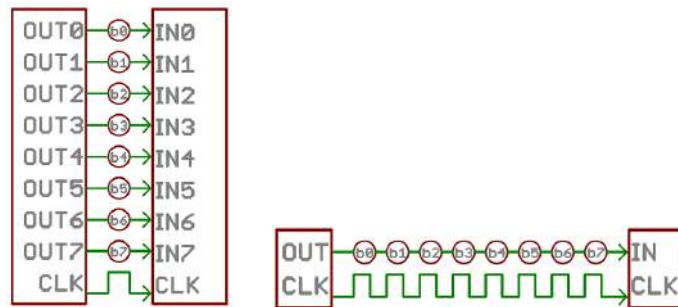 OUT0 b0 IN0
OUT1 b1 IN1
OUT2 b2 IN2
OUT3 b3 IN3
OUT4 b4 IN4
OUT5 b5 IN5
OUT6 b6 IN6
OUT7 b7 IN7
CLK CLK
OUT b0 b1 b2 b3 b4 b5 b6 b7 IN
CLK CLK